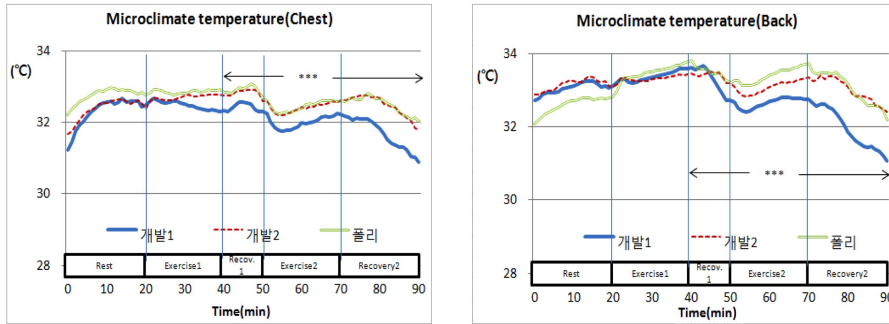 Microclimate temperature(Chest)
34
(℃)
32
30
28
***
개발1 개발2 폴리
Rest Exercise1 Recov.1 Exercise2 Recovery2
0 10 20 30 40 50 60 70 80 90
Time(min)
Microclimate temperature(Back)
34
(℃)
32
30
28
***
개발1 개발2 폴리
Rest Exercise1 Recov.1 Exercise2 Recovery2
0 10 20 30 40 50 60 70 80 90
Time(min)